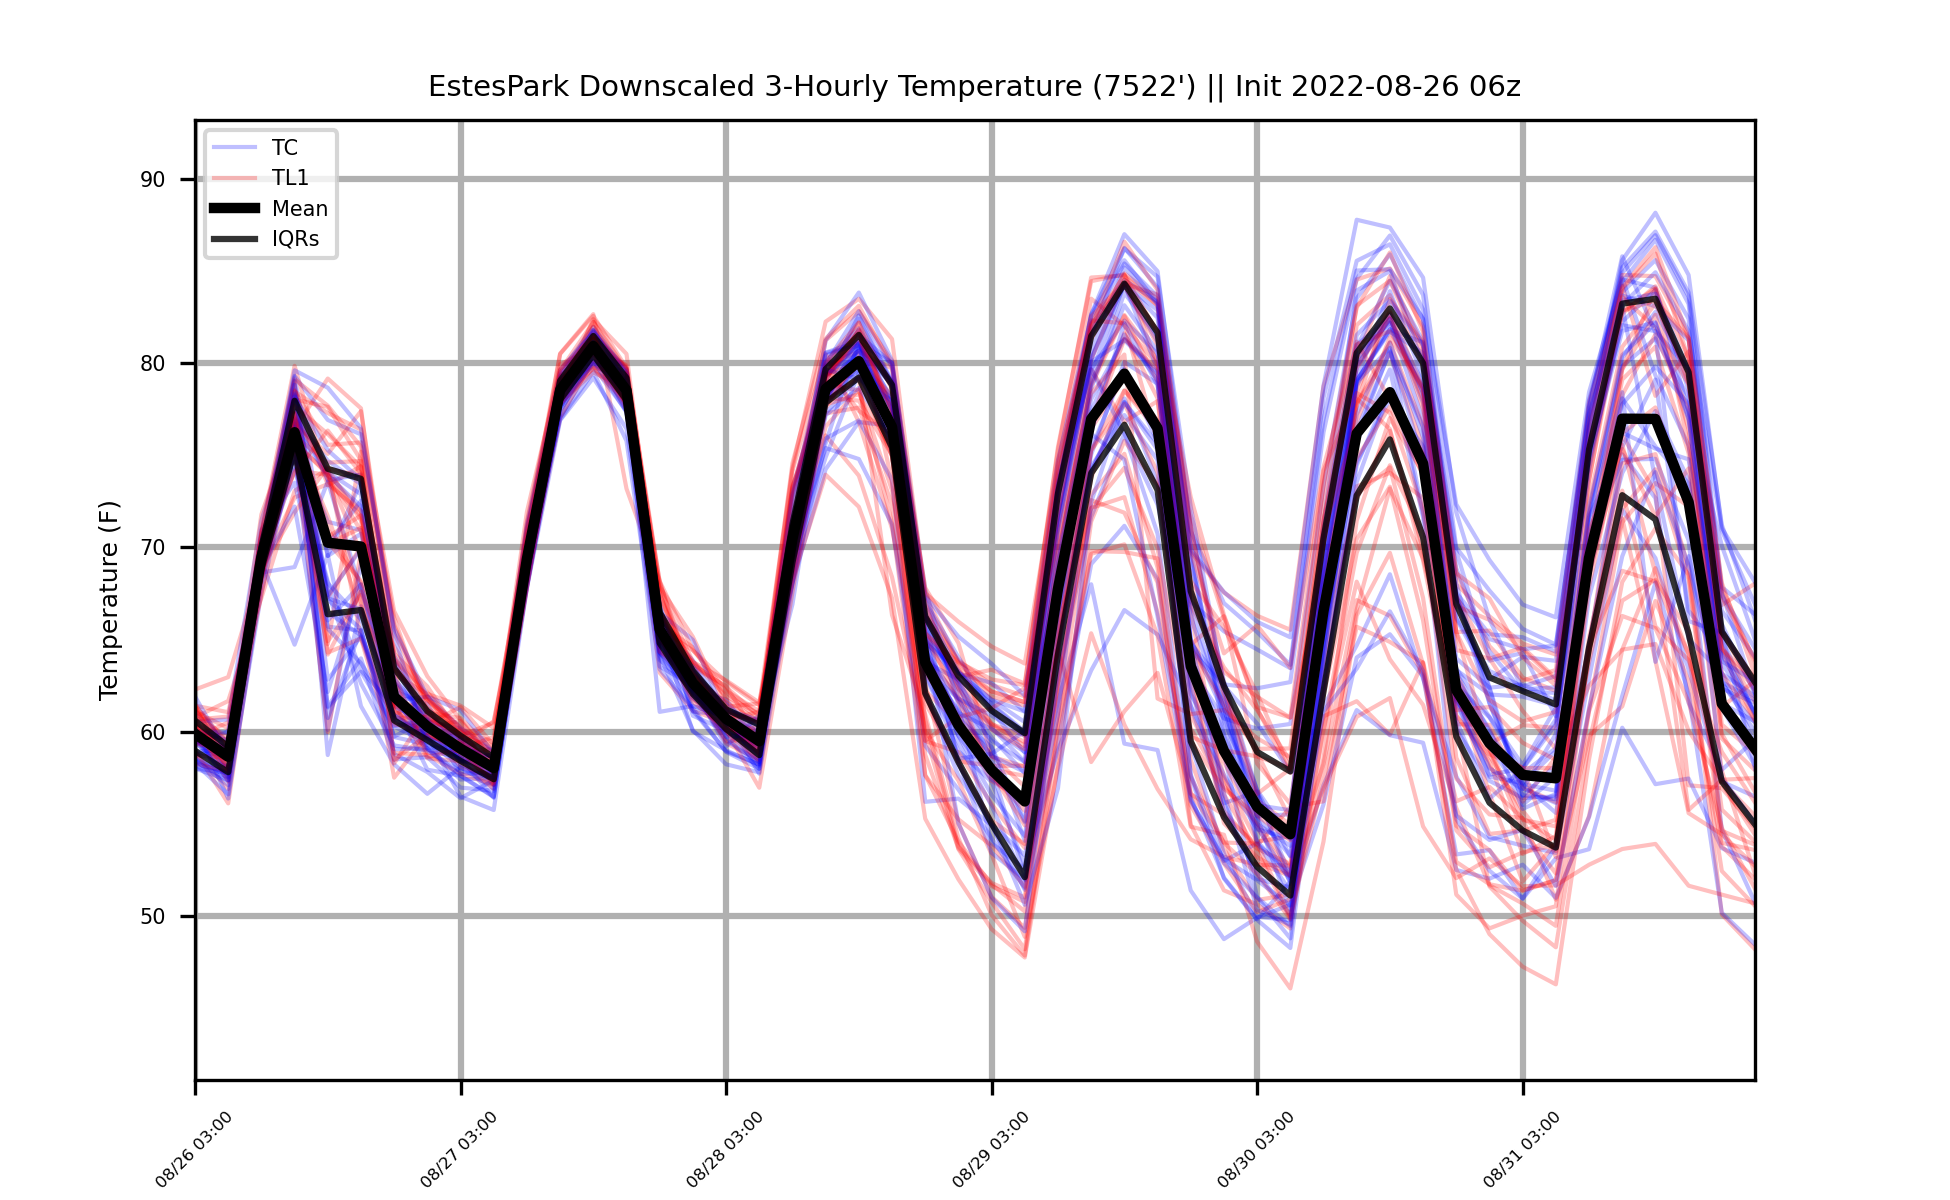 EstesPark Downscaled 3-Hourly Temperature (7522') || Init 2022-08-26 06z
TC
TL1
Mean
IQRs
Temperature (F)
90
80
70
60
50
08/26 03:00
08/27 03:00
08/28 03:00
08/29 03:00
08/30 03:00
08/31 03:00